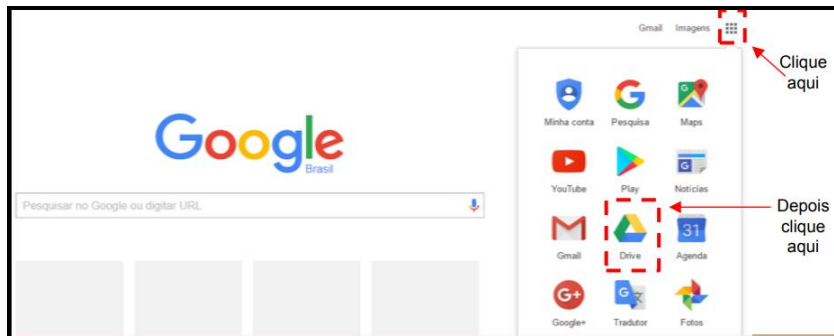 Gmail Imagens
Clique
aqui
Google
Brasil
Pesquisar no Google ou digitar URL
Minha conta Pesquisa Maps
YouTube Play Notícias
Depois
clique
aqui
31
Gmail Drive Agenda
G+
Google+ Tradutor Fotos